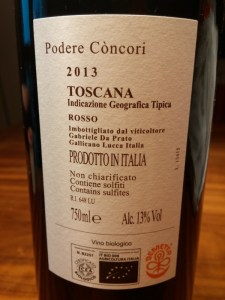 Podere Còncori
2013
TOSCANA
Indicazione Geografica Tipica
ROSSO
Imbottigliato dal viticoltore
Gabriele Da Prato
Gallicano Lucca Italia
PRODOTTO IN ITALIA
Non chiarificato
Contiene solfiti
Contains sulfites
750ml e Alc. 13% Vol
Vino biologico